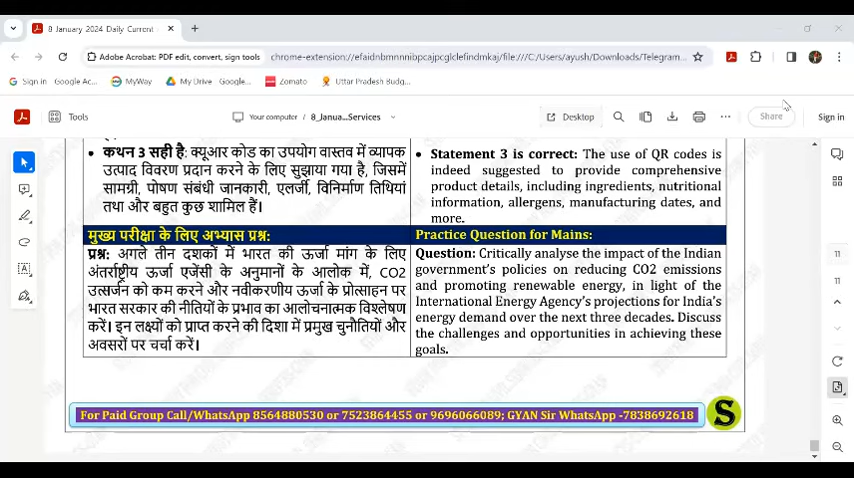 8 January 2024 Daily Current
Adobe Acrobat: PDF edit, convert, sign tools
chrome-extension://efaidnbmnnnibpcajpcglclefindmkaj/file:///C:/Users/ayush/Downloads/Telegram...
Sign in Google Ac...
MyWay
My Drive Google...
Zomato
Uttar Pradesh Budg...
Tools
Your computer / 8_Janua...Services
Desktop
Share
Sign in
• कथन 3 सही है: क्यूआर कोड का उपयोग वास्तव में व्यापक
उत्पाद विवरण प्रदान करने के लिए सुझाया गया है, जिसमें
सामग्री, पोषण संबंधी जानकारी, एलर्जी, विनिर्माण तिथियां
तथा और बहुत कुछ शामिल हैं।
• Statement 3 is correct: The use of QR codes is
indeed suggested to provide comprehensive
product details, including ingredients, nutritional
information, allergens, manufacturing dates, and
more.
मुख्य परीक्षा के लिए अभ्यास प्रश्न:
Practice Question for Mains:
प्रश्न: अगले तीन दशकों में भारत की ऊर्जा मांग के लिए
अंतर्राष्ट्रीय ऊर्जा एजेंसी के अनुमानों के आलोक में, CO2
उत्सर्जन को कम करने और नवीकरणीय ऊर्जा के प्रोत्साहन पर
भारत सरकार की नीतियों के प्रभाव का आलोचनात्मक विश्लेषण
करें। इन लक्ष्यों को प्राप्त करने की दिशा में प्रमुख चुनौतियों और
अवसरों पर चर्चा करें।
Question: Critically analyse the impact of the Indian
government's policies on reducing CO2 emissions
and promoting renewable energy, in light of the
International Energy Agency's projections for India's
energy demand over the next three decades. Discuss
the challenges and opportunities in achieving these
goals.
For Paid Group Call/WhatsApp 8564880530 or 7523864455 or 9696066089; GYAN Sir WhatsApp -7838692618
S
11
11